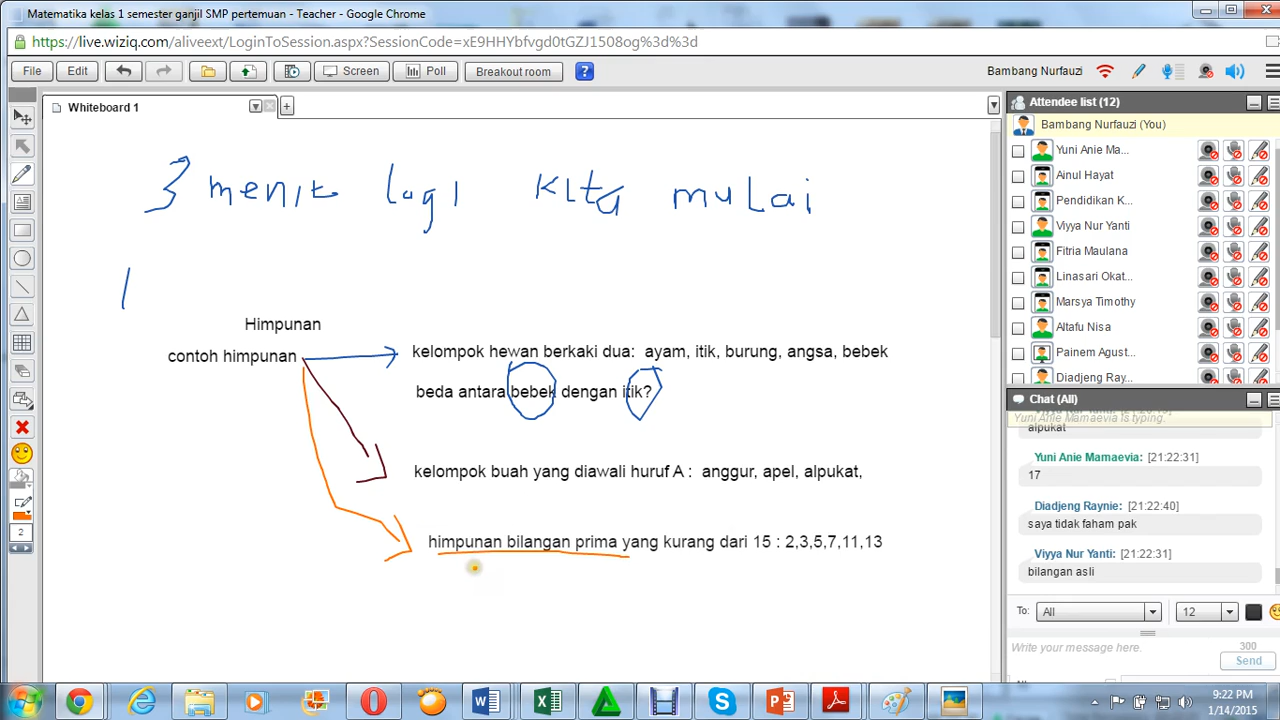 Matematika kelas 1 semester ganjil SMP pertemuan - Teacher - Google Chrome
https://live.wiziq.com/aliveext/LoginToSession.aspx?SessionCode=xE9HHYbfvgd0tGZJ1508og%3d%3d
File Edit Screen Poll Breakout room ? Bambang Nurfauzi
Whiteboard 1 +
3 menit lagi kita mulai
Himpunan
contoh himpunan
kelompok hewan berkaki dua: ayam, itik, burung, angsa, bebek
beda antara bebek dengan itik?
kelompok buah yang diawali huruf A : anggur, apel, alpukat,
himpunan bilangan prima yang kurang dari 15 : 2,3,5,7,11,13
2
Attendee list (12)
Bambang Nurfauzi (You)
Yuni Anie Ma...
Ainul Hayat
Pendidikan K...
Viyya Nur Yanti
Fitria Maulana
Linasari Okat...
Marsya Timothy
Altafu Nisa
Painem Agust...
Diadjeng Ray...
Chat (All)
Yuni Anie Mamaevia is typing.
alpukat
Yuni Anie Mamaevia: [21:22:31]
17
Diadjeng Raynie: [21:22:40]
saya tidak faham pak
Viyya Nur Yanti: [21:22:53]
bilangan asli
To: All 12
Write your message here. 300
Send
9:22 PM
1/14/2015